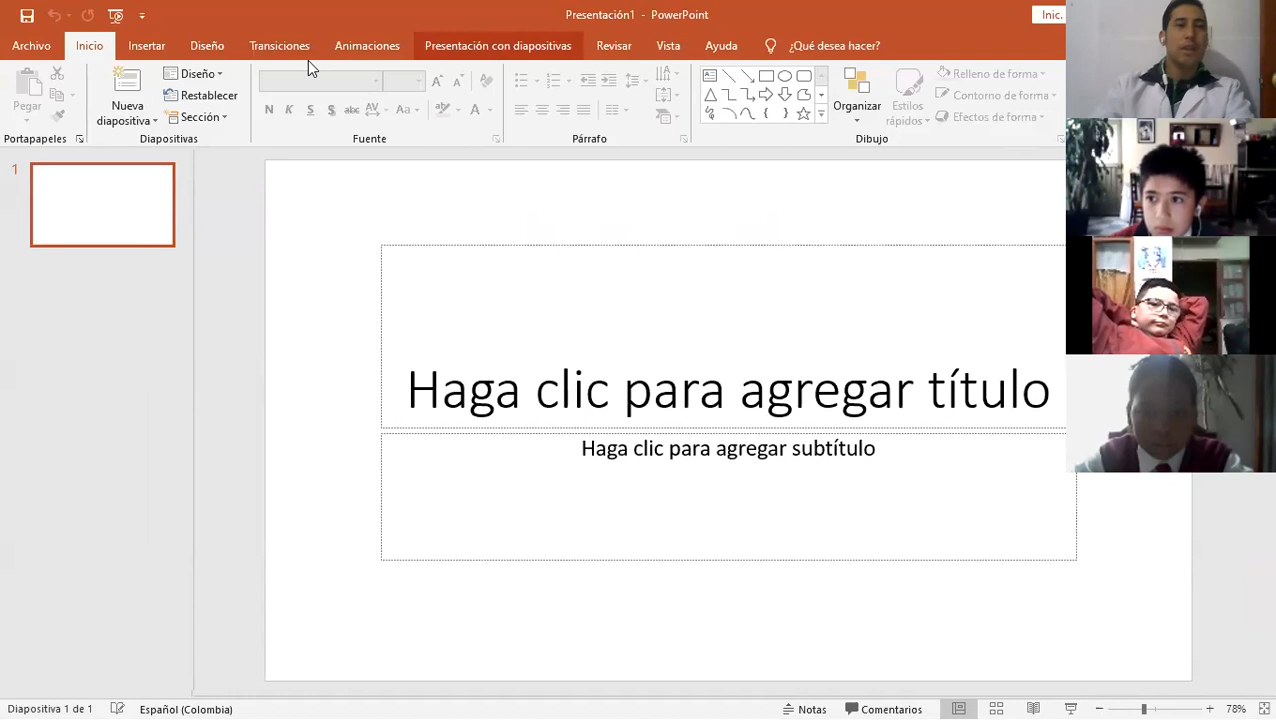 Presentación1 - PowerPoint
Inic.
Archivo Inicio Insertar Diseño Transiciones Animaciones Presentación con diapositivas Revisar Vista Ayuda ¿Qué desea hacer?
Pegar
Nueva diapositiva
Diseño
Restablecer
Sección
N K S abc AV Aa A
Organizar
Estilos rápidos
Relleno de forma
Contorno de forma
Efectos de forma
Portapapeles Diapositivas Fuente Párrafo Dibujo
1
Haga clic para agregar título
Haga clic para agregar subtítulo
Diapositiva 1 de 1 Español (Colombia) Notas Comentarios 78%